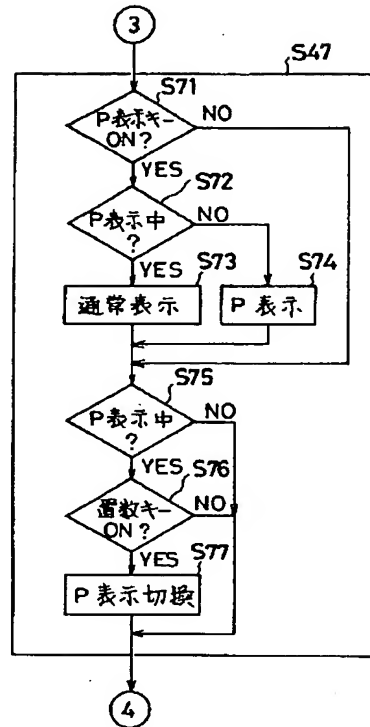 3
S47
S71
P表示キー
ON?
NO
YES
S72
P表示中
?
NO
YES
S73
S74
通常表示
P表示
S75
P表示中
?
NO
YES
S76
置数キー
ON?
NO
YES
S77
P表示切換
4